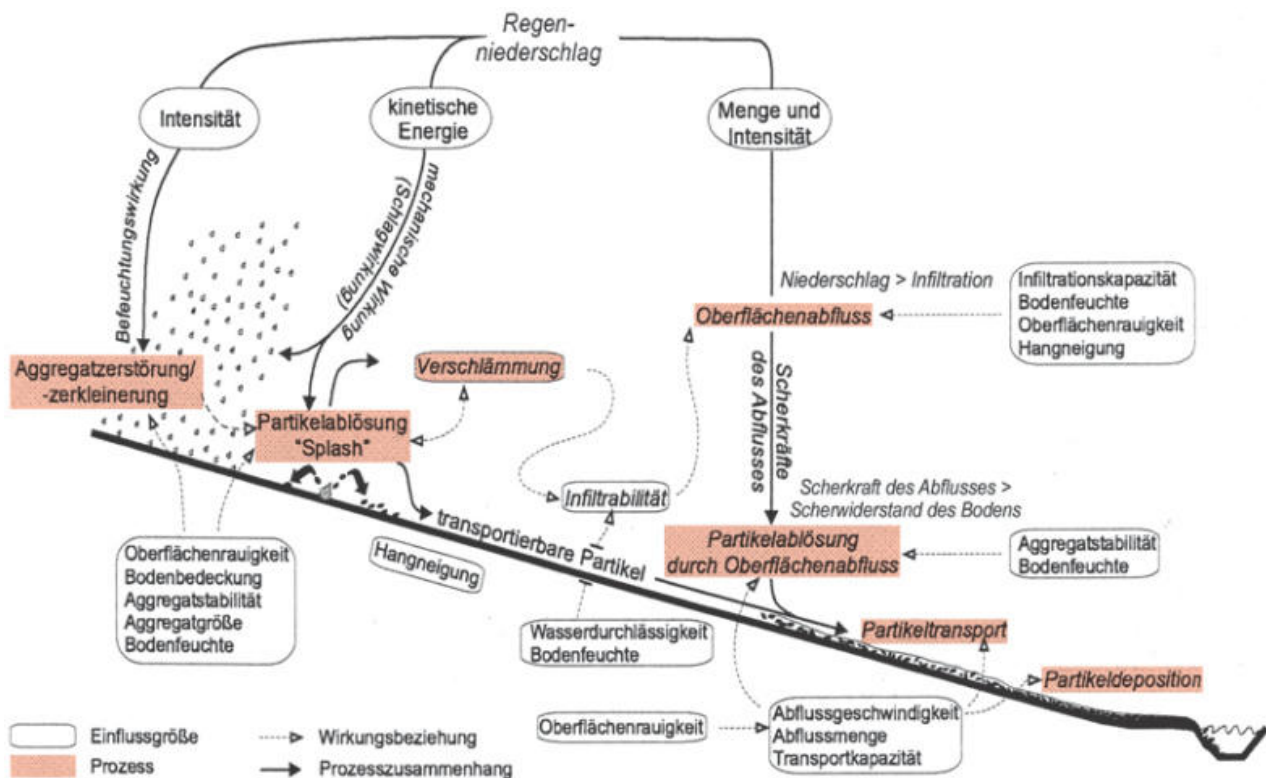 Regen-
niederschlag
Intensität
kinetische
Energie
Menge und
Intensität
Befeuchtungswirkung
mechanische Wirkung
(Schlagwirkung)
Niederschlag > Infiltration
Infiltrationskapazität
Bodenfeuchte
Oberflächenrauigkeit
Hangneigung
Oberflächenabfluss
Aggregatzerstörung/
-zerkleinerung
Verschlämmung
Partikelablösung
"Splash"
Scherkräfte
des Abflusses
Infiltrabilität
Scherkraft des Abflusses >
Scherwiderstand des Bodens
transportierbare Partikel
Hangneigung
Partikelablösung
durch Oberflächenabfluss
Aggregatstabilität
Bodenfeuchte
Oberflächenrauigkeit
Bodenbedeckung
Aggregatstabilität
Aggregatgröße
Bodenfeuchte
Wasserdurchlässigkeit
Bodenfeuchte
Partikeltransport
Partikeldeposition
Oberflächenrauigkeit
Abflussgeschwindigkeit
Abflussmenge
Transportkapazität
Einflussgröße
Wirkungsbeziehung
Prozess
Prozesszusammenhang